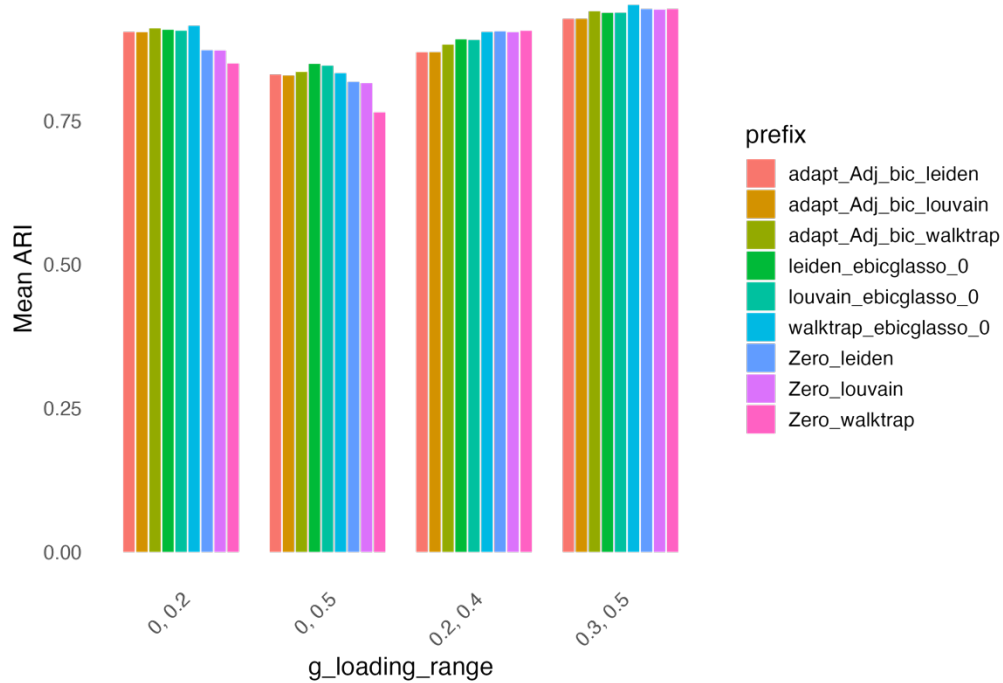 Mean ARI
0.75
0.50
0.25
0.00
0, 0.2
0, 0.5
0.2, 0.4
0.3, 0.5
g_loading_range
prefix
adapt_Adj_bic_leiden
adapt_Adj_bic_louvain
adapt_Adj_bic_walktrap
leiden_ebicglasso_0
louvain_ebicglasso_0
walktrap_ebicglasso_0
Zero_leiden
Zero_louvain
Zero_walktrap